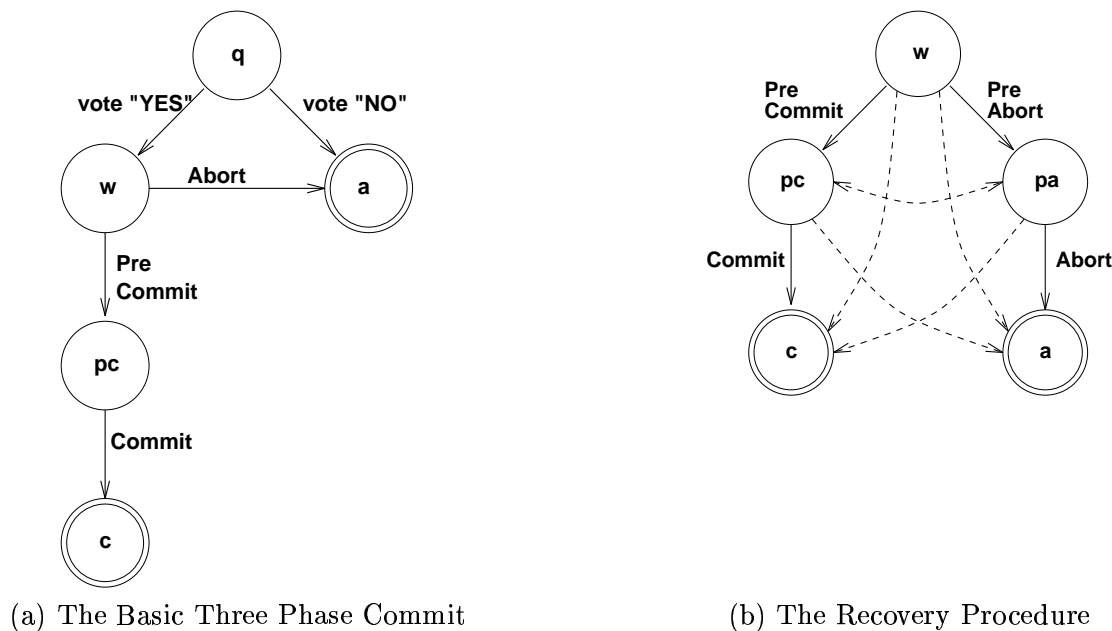 q
vote "YES"
vote "NO"
w
Abort
a
Pre
Commit
pc
Commit
c
(a) The Basic Three Phase Commit
w
Pre
Commit
Pre
Abort
pc
pa
Commit
Abort
c
a
(b) The Recovery Procedure